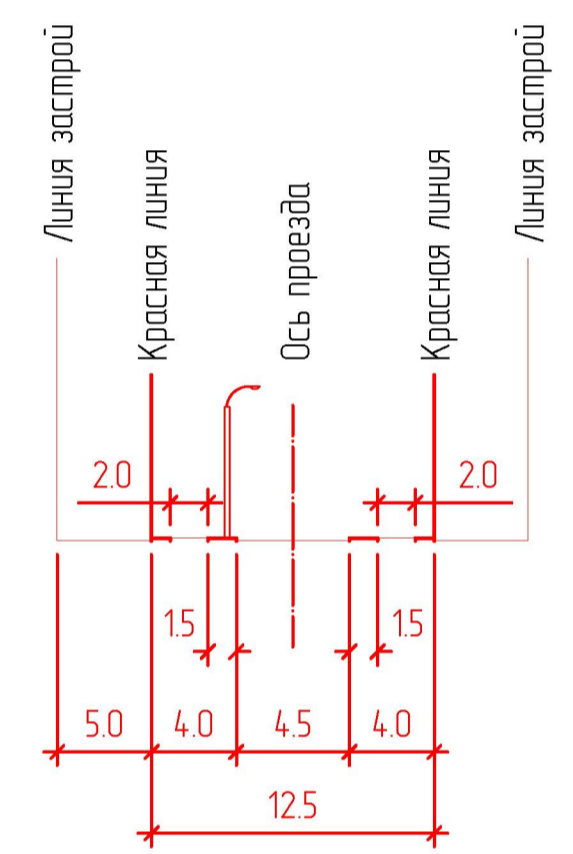 Линия застрой
Красная линия
Ось проезда
Красная линия
Линия застрой
2.0
2.0
1.5
1.5
5.0
4.0
4.5
4.0
12.5